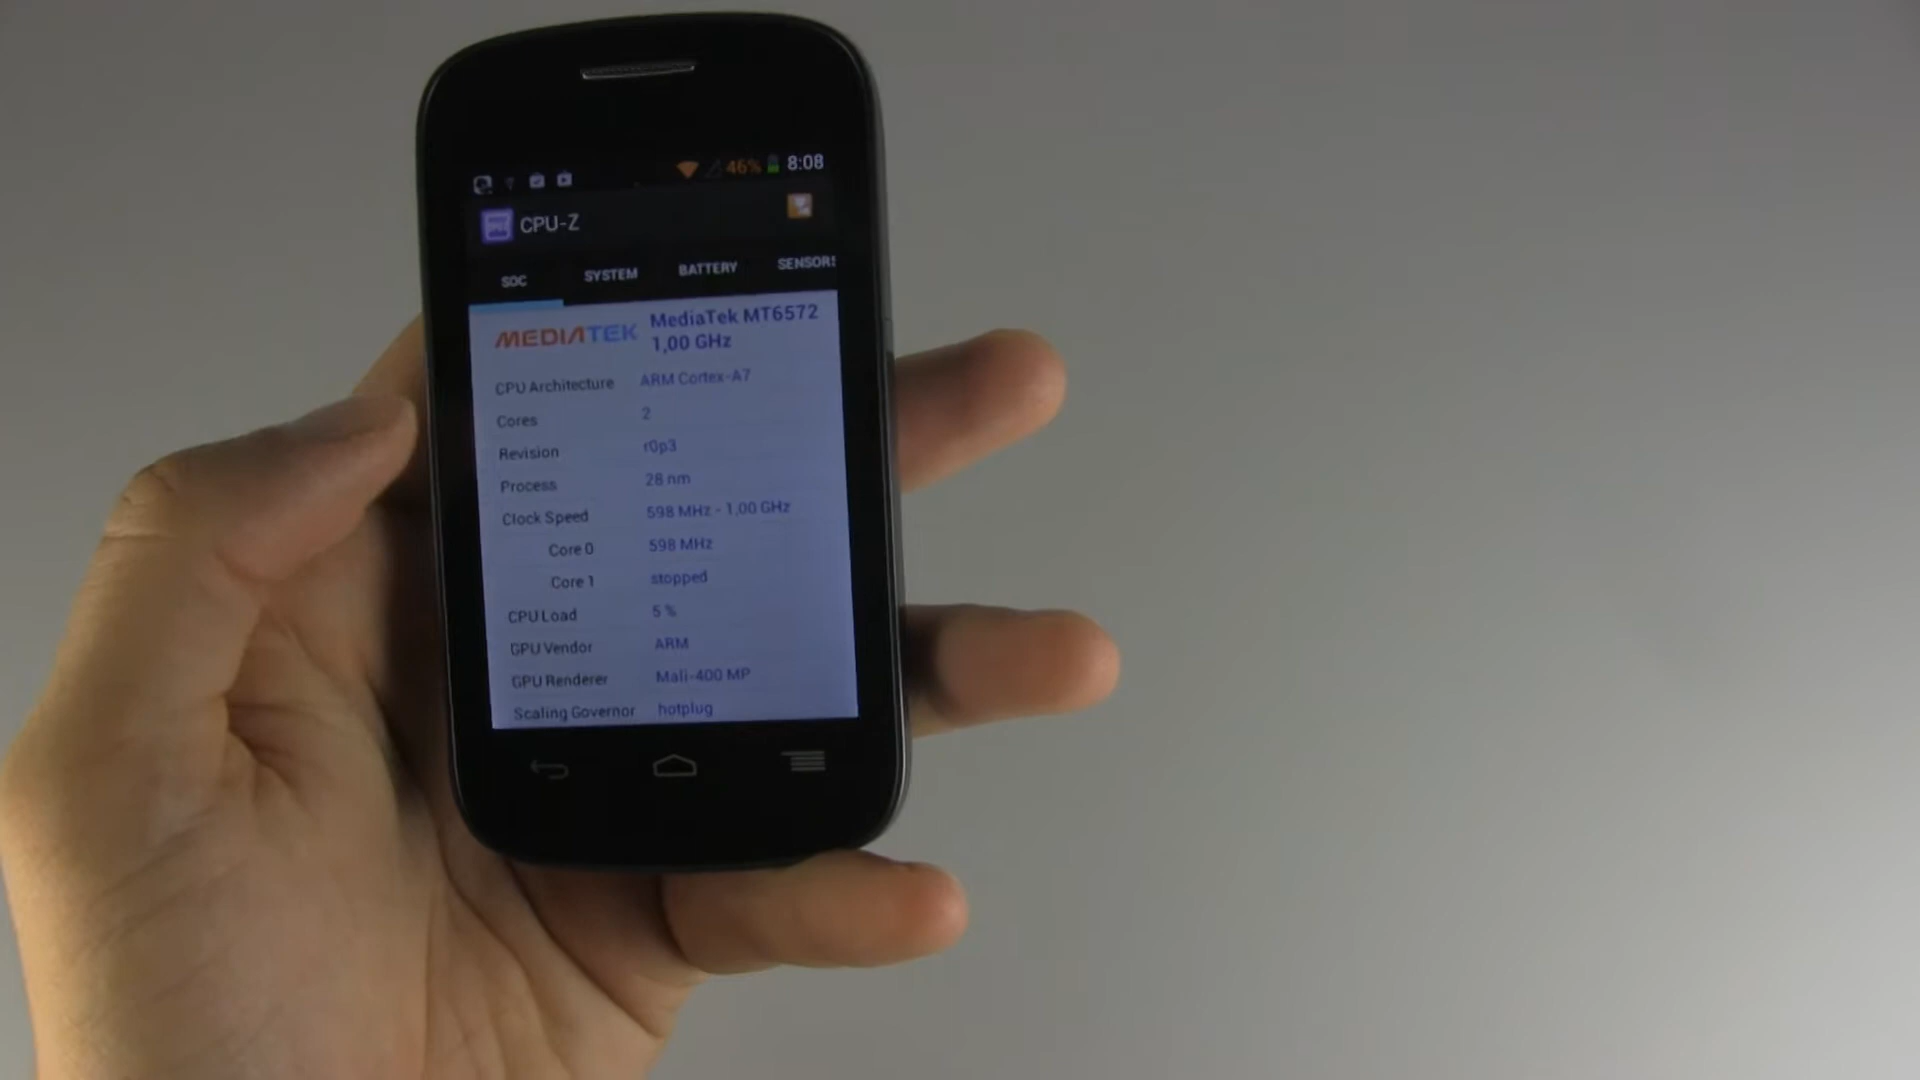 46% 8:08
CPU-Z
SOC SYSTEM BATTERY SENSORS
MEDIATEK MediaTek MT6572
1,00 GHz
CPU Architecture ARM Cortex-A7
Cores 2
Revision r0p3
Process 28 nm
Clock Speed 598 MHz - 1,00 GHz
Core 0 598 MHz
Core 1 stopped
CPU Load 5 %
GPU Vendor ARM
GPU Renderer Mali-400 MP
Scaling Governor hotplug